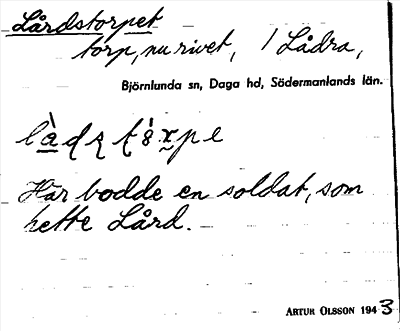 Lårdstorpet
torp, nu rivet, / Lådra,
Björnlunda sn, Daga hd, Södermanlands län.
Här bodde en soldat, som
hette Lård.
ARTUR OLSSON 1943